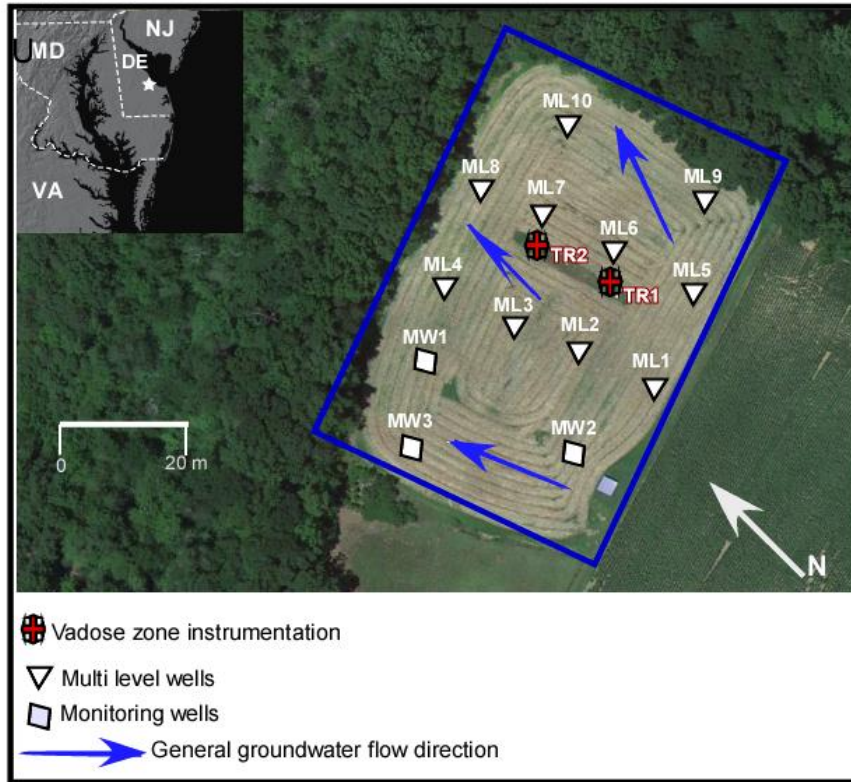 NJ
UMD
DE
VA
ML10
ML8
ML9
ML7
ML6
TR2
TR1
ML4
ML5
ML3
ML2
MW1
ML1
MW3
MW2
0
20 m
N
Vadose zone instrumentation
Multi level wells
Monitoring wells
General groundwater flow direction